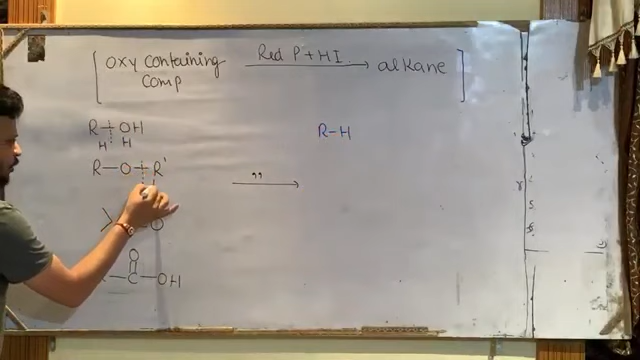 [ oxy containing comp Red P + HI → alkane ]
R-OH R-H
H H
R-O-R' ,, →
O
O
C-OH